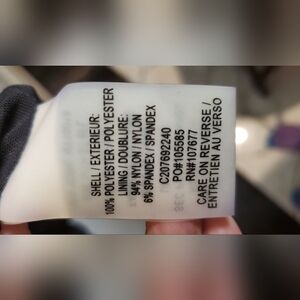 SHELL / EXTERIEUR:
100% POLYESTER / POLYESTER
LINING / DOUBLURE:
94% NYLON / NYLON
6% SPANDEX / SPANDEX
C207692240
PO#105585
RN#107677
CARE ON REVERSE /
ENTRETIEN AU VERSO